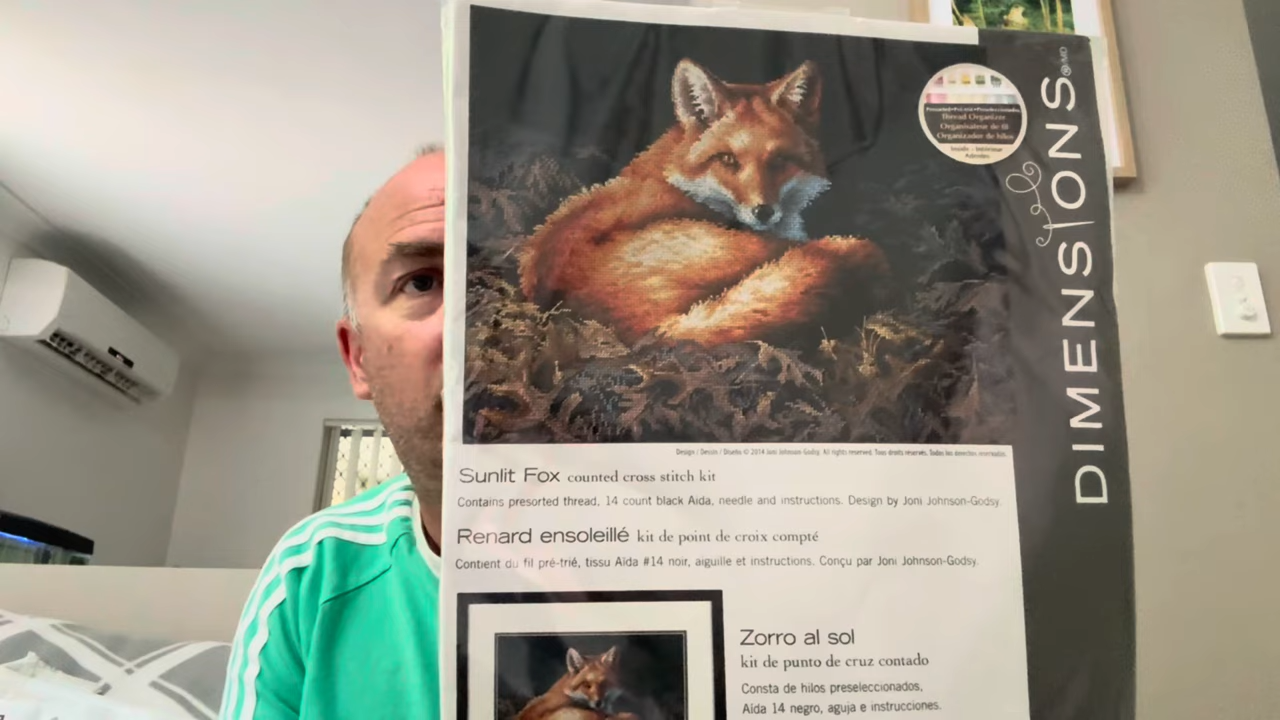 DIMENSIONS
Thread Organizer
Organisateur de fil
Organizador de hilos
Design / Dessin / Diseño © 2014 Joni Johnson-Godsy. All rights reserved. Tous droits réservés. Todos los derechos reservados.
Sunlit Fox counted cross stitch kit
Contains presorted thread, 14 count black Aida, needle and instructions. Design by Joni Johnson-Godsy.
Renard ensoleillé kit de point de croix compté
Contient du fil pré-trié, tissu Aïda #14 noir, aiguille et instructions. Conçu par Joni Johnson-Godsy.
Zorro al sol
kit de punto de cruz contado
Consta de hilos preseleccionados,
Aida 14 negro, aguja e instrucciones.